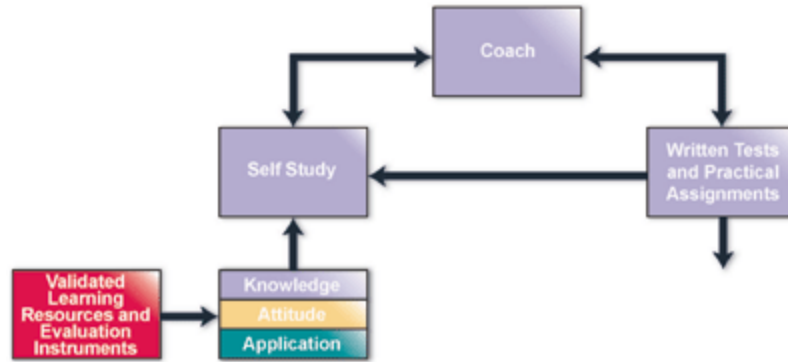 Coach
Self Study
Written Tests
and Practical
Assignments
Validated
Learning
Resources and
Evaluation
Instruments
Knowledge
Attitude
Application